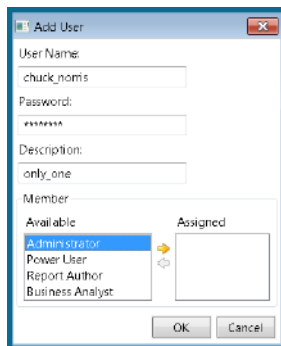 Add User
User Name:
chuck_norris
Password:
********
Description:
only_one
Member
Available Assigned
Administrator
Power User
Report Author
Business Analyst
OK Cancel